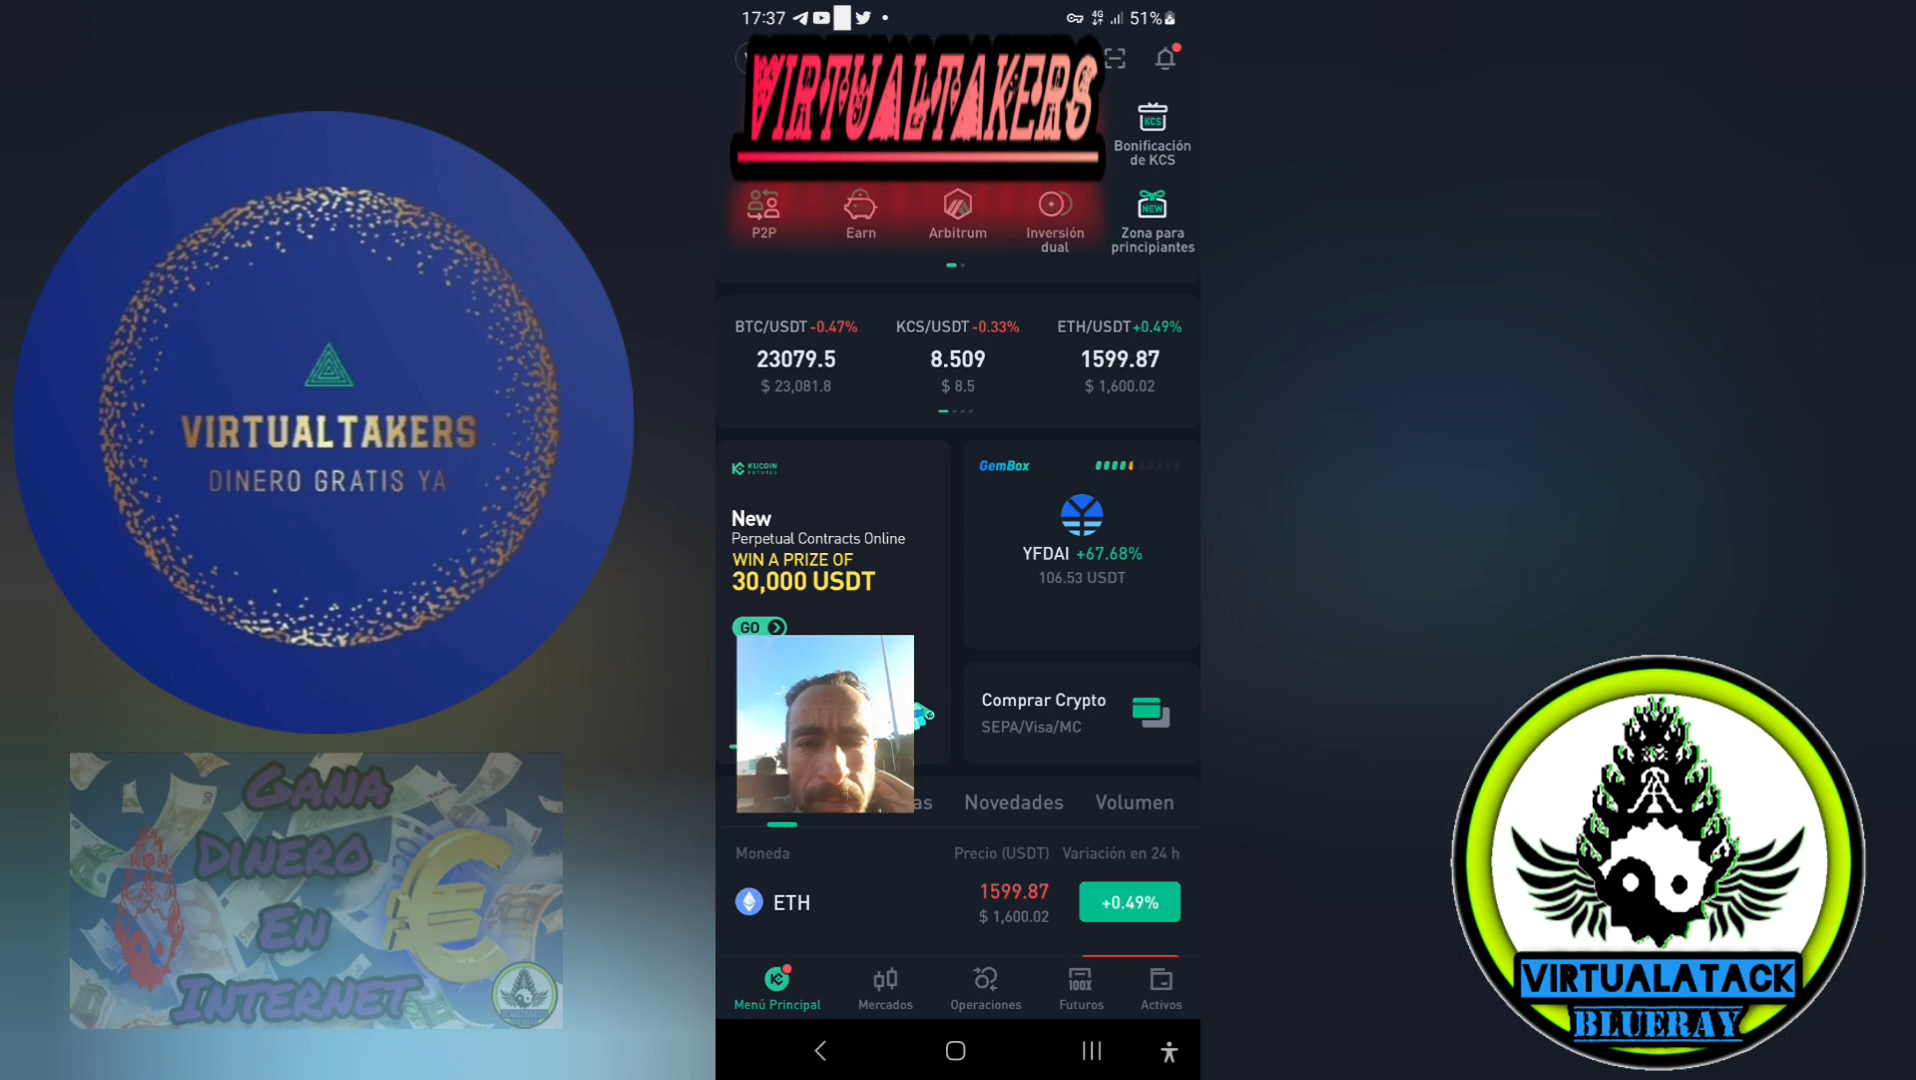 17:37
4G
51%
VIRTUALTAKERS
KCS
Bonificación
de KCS
P2P
Earn
Arbitrum
Inversión
dual
NEW
Zona para
principiantes
BTC/USDT -0.47%
23079.5
$ 23,081.8
KCS/USDT -0.33%
8.509
$ 8.5
ETH/USDT +0.49%
1599.87
$ 1,600.02
KUCOIN
FUTURES
New
Perpetual Contracts Online
WIN A PRIZE OF
30,000 USDT
GO
GemBox
YFDAI +67.68%
106.53 USDT
Comprar Crypto
SEPA/Visa/MC
as
Novedades
Volumen
Moneda
Precio (USDT)
Variación en 24 h
ETH
1599.87
$ 1,600.02
+0.49%
Menú Principal
Mercados
Operaciones
100X
Futuros
Activos
VIRTUALTAKERS
DINERO GRATIS YA
GANA
DINERO
EN
INTERNET
VIRTUALATACK
BLUERAY